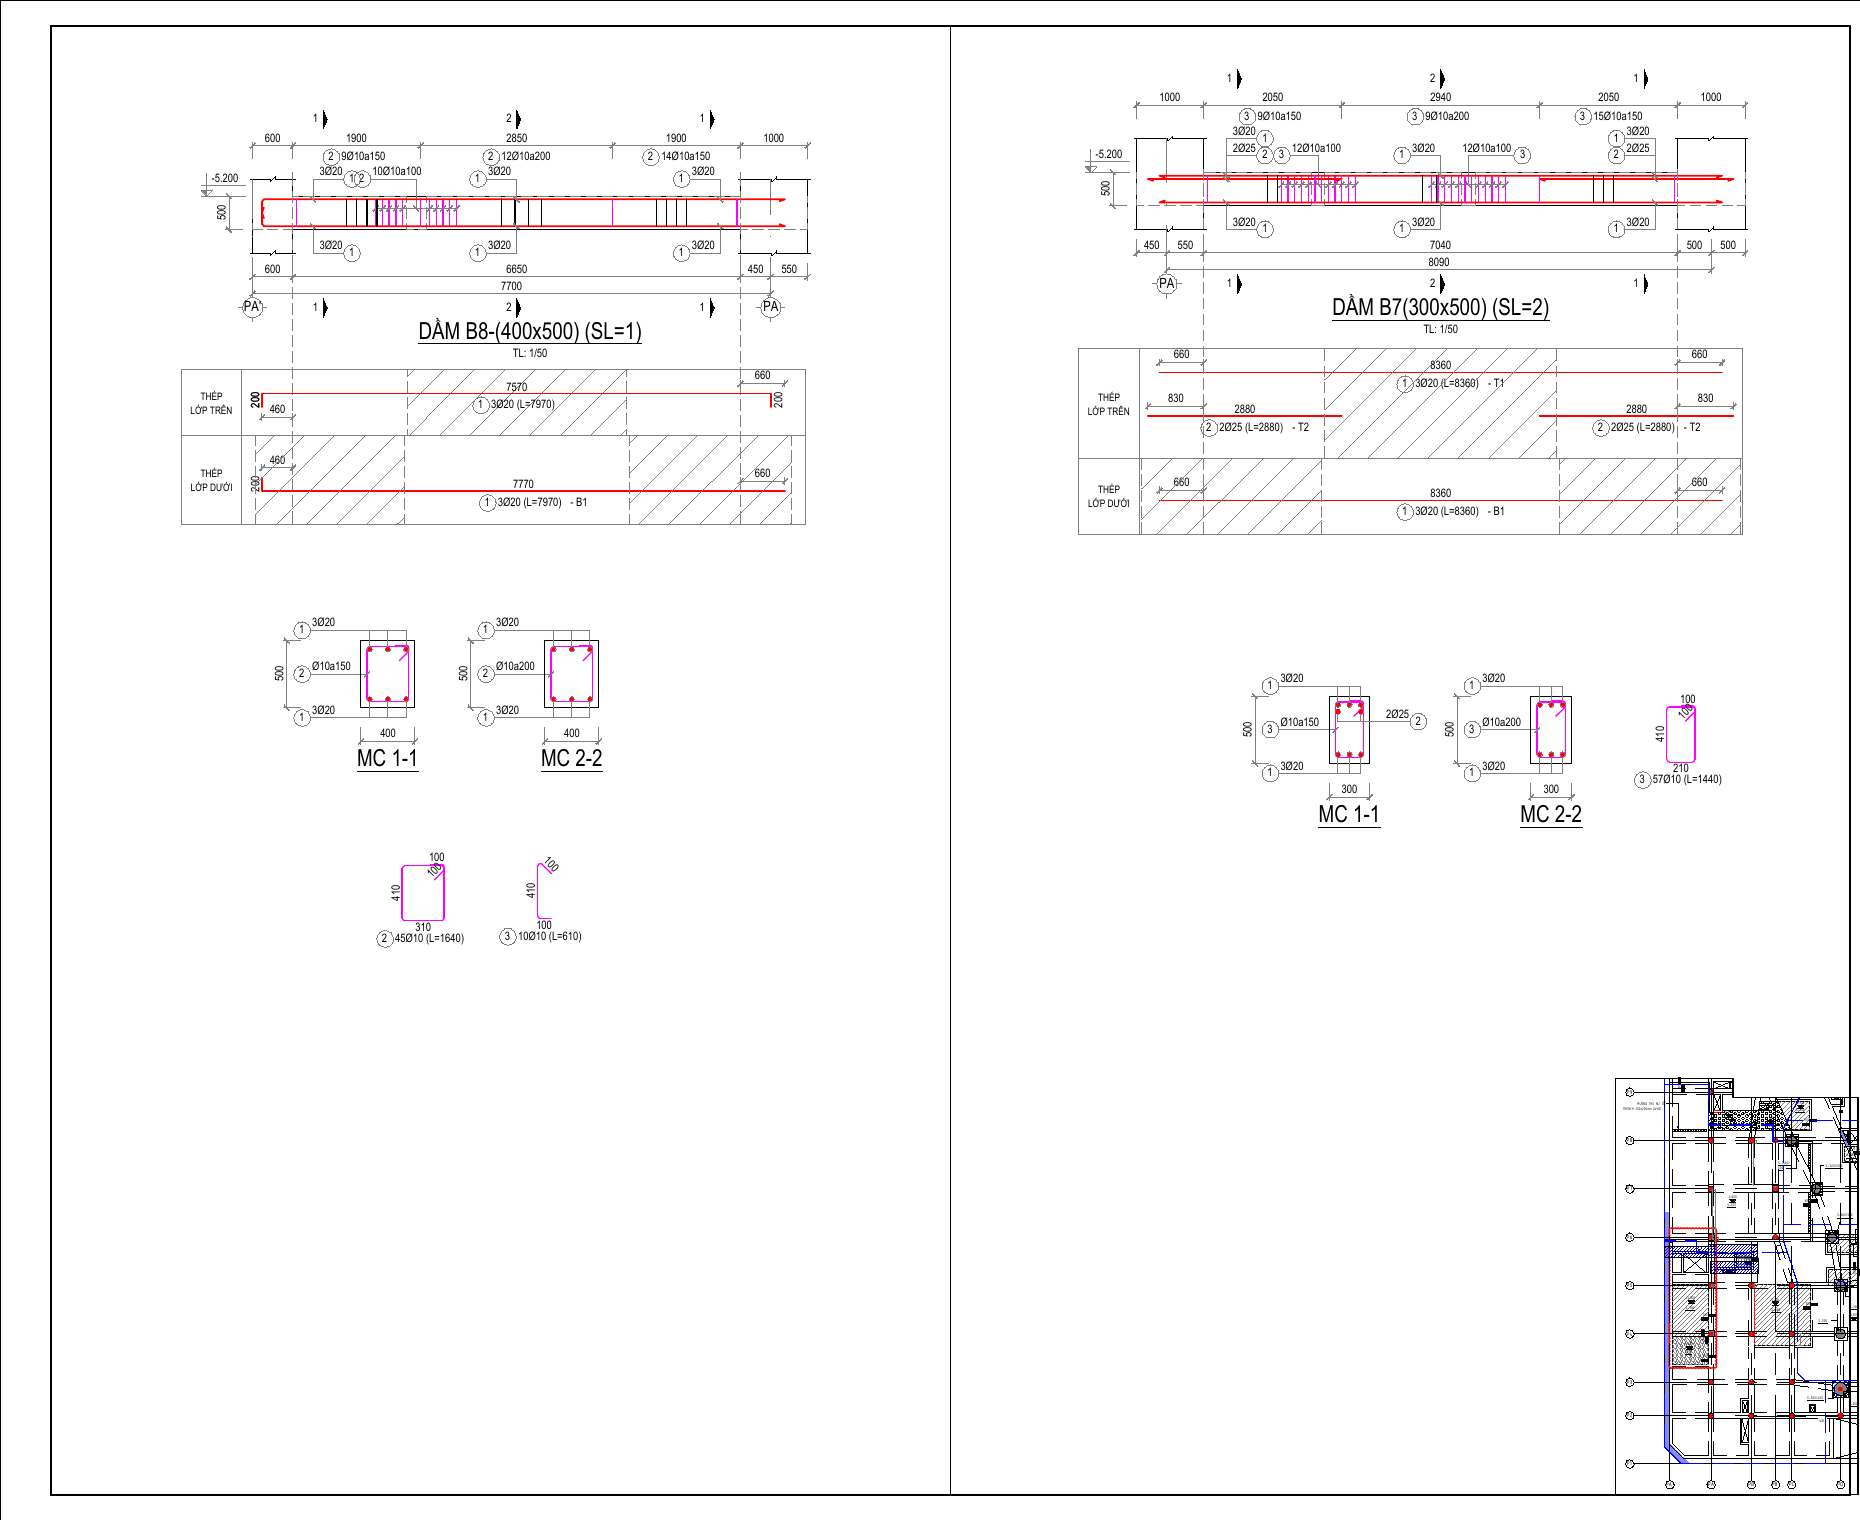 1 2 1
600 1900 2850 1900 1000
2 9Ø10a150 2 12Ø10a200 2 14Ø10a150
3Ø20 1 2 10Ø10a100 1 3Ø20 1 3Ø20
-5.200
500
3Ø20 1 1 3Ø20 1 3Ø20
600 6650 450 550
7700
PA' 1 2 1 PA
DẦM B8-(400x500) (SL=1)
TL: 1/50
THÉP
LỚP TRÊN
200 460 7570 660 200
1 3Ø20 (L=7970)
THÉP
LỚP DƯỚI
460 200 7770 660
1 3Ø20 (L=7970) - B1
1 3Ø20 1 3Ø20
500 2 Ø10a150 500 2 Ø10a200
1 3Ø20 1 3Ø20
400 400
MC 1-1 MC 2-2
100 100 410 310
2 45Ø10 (L=1640)
100 410 100
3 10Ø10 (L=610)
1 2 1
1000 2050 2940 2050 1000
3 9Ø10a150 3 9Ø10a200 3 15Ø10a150
3Ø20 1 3Ø20 1
2Ø25 2 3 12Ø10a100 1 3Ø20 12Ø10a100 3 2Ø25 2
-5.200
500
3Ø20 1 1 3Ø20 1 3Ø20
450 550 7040 500 500
8090
PA 1 2 1
DẦM B7(300x500) (SL=2)
TL: 1/50
THÉP
LỚP TRÊN
660 8360 660
1 3Ø20 (L=8360) - T1
830 2880 2880 830
2 2Ø25 (L=2880) - T2 2 2Ø25 (L=2880) - T2
THÉP
LỚP DƯỚI
660 8360 660
1 3Ø20 (L=8360) - B1
1 3Ø20 1 3Ø20
500 3 Ø10a150 2Ø25 2 500 3 Ø10a200
1 3Ø20 1 3Ø20
300 300
MC 1-1 MC 2-2
100 100 410 210
3 57Ø10 (L=1440)